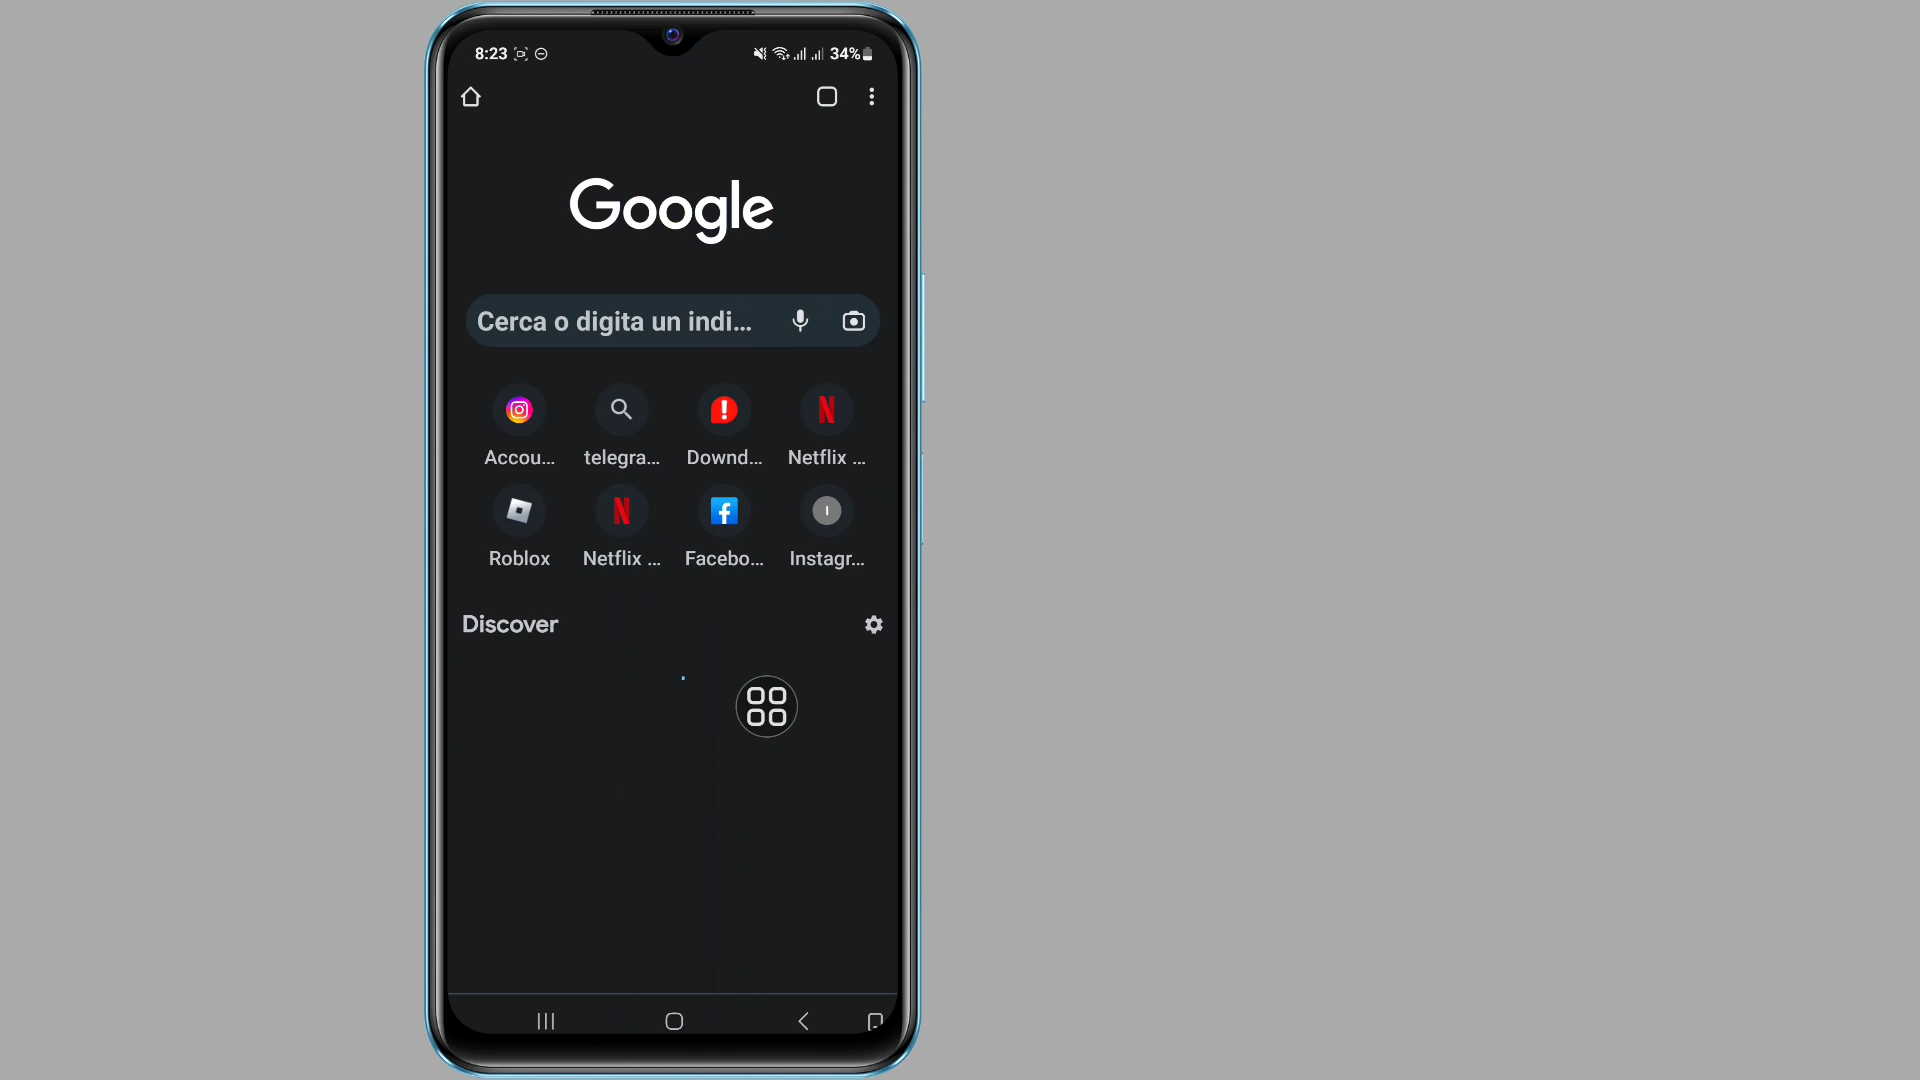 8:23
34%
Google
Cerca o digita un indi...
Accou...
telegra...
Downd...
Netflix ...
Roblox
Netflix ...
Facebo...
Instagr...
Discover